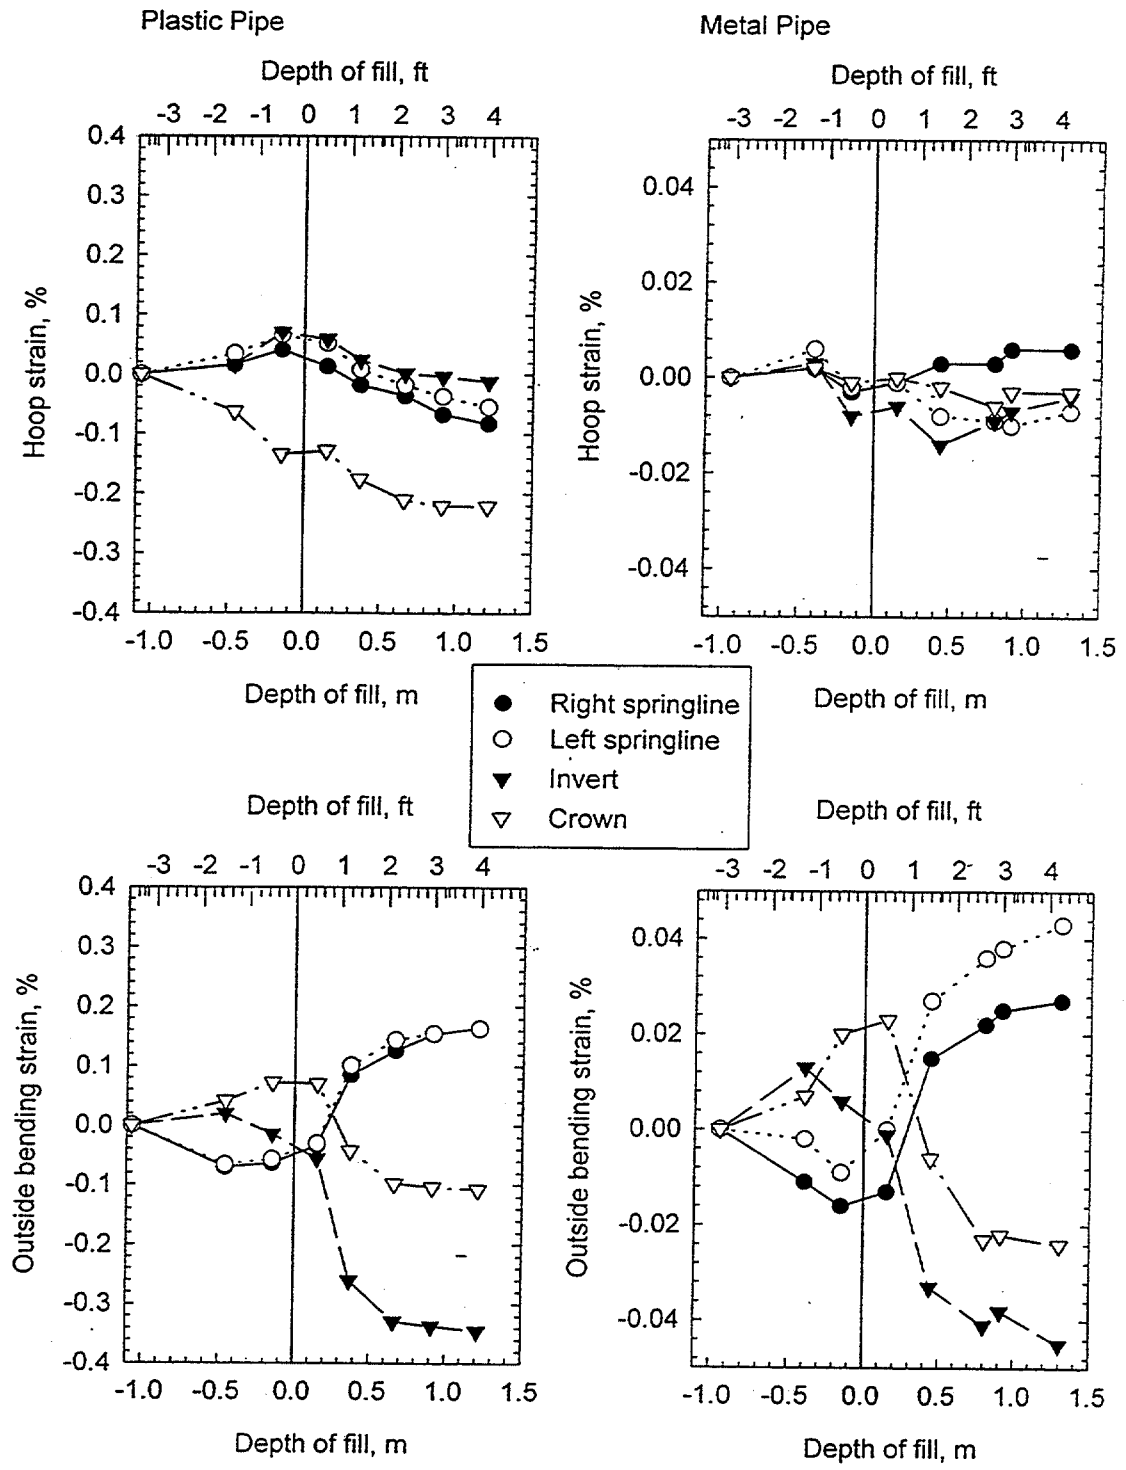 Plastic Pipe
Depth of fill, ft
-3 -2 -1 0 1 2 3 4
0.4
0.3
0.2
0.1
0.0
-0.1
-0.2
-0.3
-0.4
Hoop strain, %
-1.0 -0.5 0.0 0.5 1.0 1.5
Depth of fill, m
Metal Pipe
Depth of fill, ft
-3 -2 -1 0 1 2 3 4
0.04
0.02
0.00
-0.02
-0.04
Hoop strain, %
-1.0 -0.5 0.0 0.5 1.0 1.5
Depth of fill, m
Right springline
Left springline
Invert
Crown
Depth of fill, ft
-3 -2 -1 0 1 2 3 4
0.4
0.3
0.2
0.1
0.0
-0.1
-0.2
-0.3
-0.4
Outside bending strain, %
-1.0 -0.5 0.0 0.5 1.0 1.5
Depth of fill, m
Depth of fill, ft
-3 -2 -1 0 1 2 3 4
0.04
0.02
0.00
-0.02
-0.04
Outside bending strain, %
-1.0 -0.5 0.0 0.5 1.0 1.5
Depth of fill, m